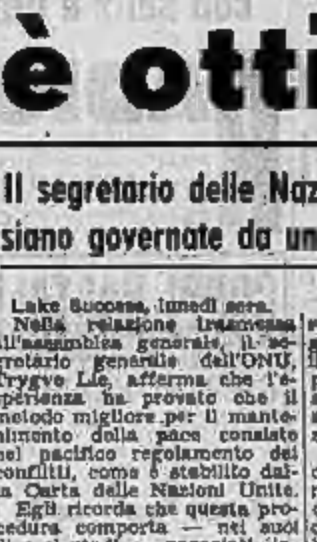 è otti
Il segretario delle Naz
siano governate da un
Lake Success, lunedì sera.
Nella relazione trasmessa
all'assemblea generale, il se-
gretario generale dell'ONU,
Trygve Lie, afferma che l'e-
sperienza ha provato che il
metodo migliore per il mante-
nimento della pace consiste
nel pacifico regolamento dei
conflitti, come è stabilito dal-
la Carta delle Nazioni Unite.
Egli ricorda che questa pro-
cedura comporta — nei suoi